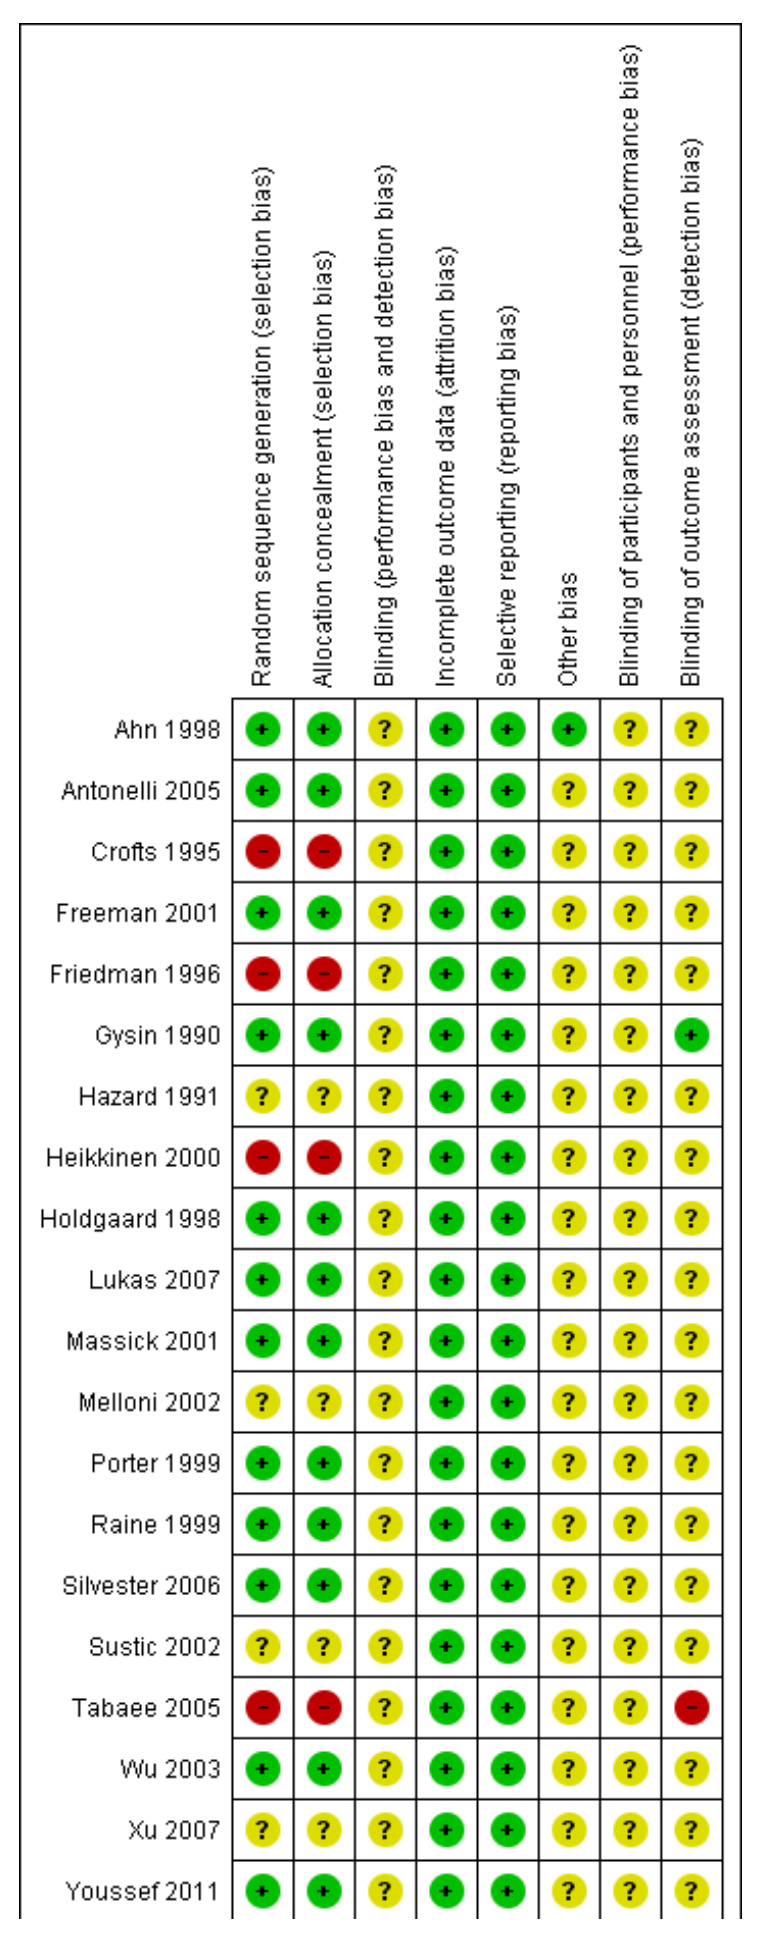 Random sequence generation (selection bias)
Allocation concealment (selection bias)
Blinding (performance bias and detection bias)
Incomplete outcome data (attrition bias)
Selective reporting (reporting bias)
Other bias
Blinding of participants and personnel (performance bias)
Blinding of outcome assessment (detection bias)
Ahn 1998 + + ? + + + ? ?
Antonelli 2005 + + ? + + ? ? ?
Crofts 1995 - - ? + + ? ? ?
Freeman 2001 + + ? + + ? ? ?
Friedman 1996 - - ? + + ? ? ?
Gysin 1990 + + ? + + ? ? +
Hazard 1991 ? ? ? + + ? ? ?
Heikkinen 2000 - - ? + + ? ? ?
Holdgaard 1998 + + ? + + ? ? ?
Lukas 2007 + + ? + + ? ? ?
Massick 2001 + + ? + + ? ? ?
Melloni 2002 ? ? ? + + ? ? ?
Porter 1999 + + ? + + ? ? ?
Raine 1999 + + ? + + ? ? ?
Silvester 2006 + + ? + + ? ? ?
Sustic 2002 ? ? ? + + ? ? ?
Tabaee 2005 - - ? + + ? ? -
Wu 2003 + + ? + + ? ? ?
Xu 2007 ? ? ? + + ? ? ?
Youssef 2011 + + ? + + ? ? ?